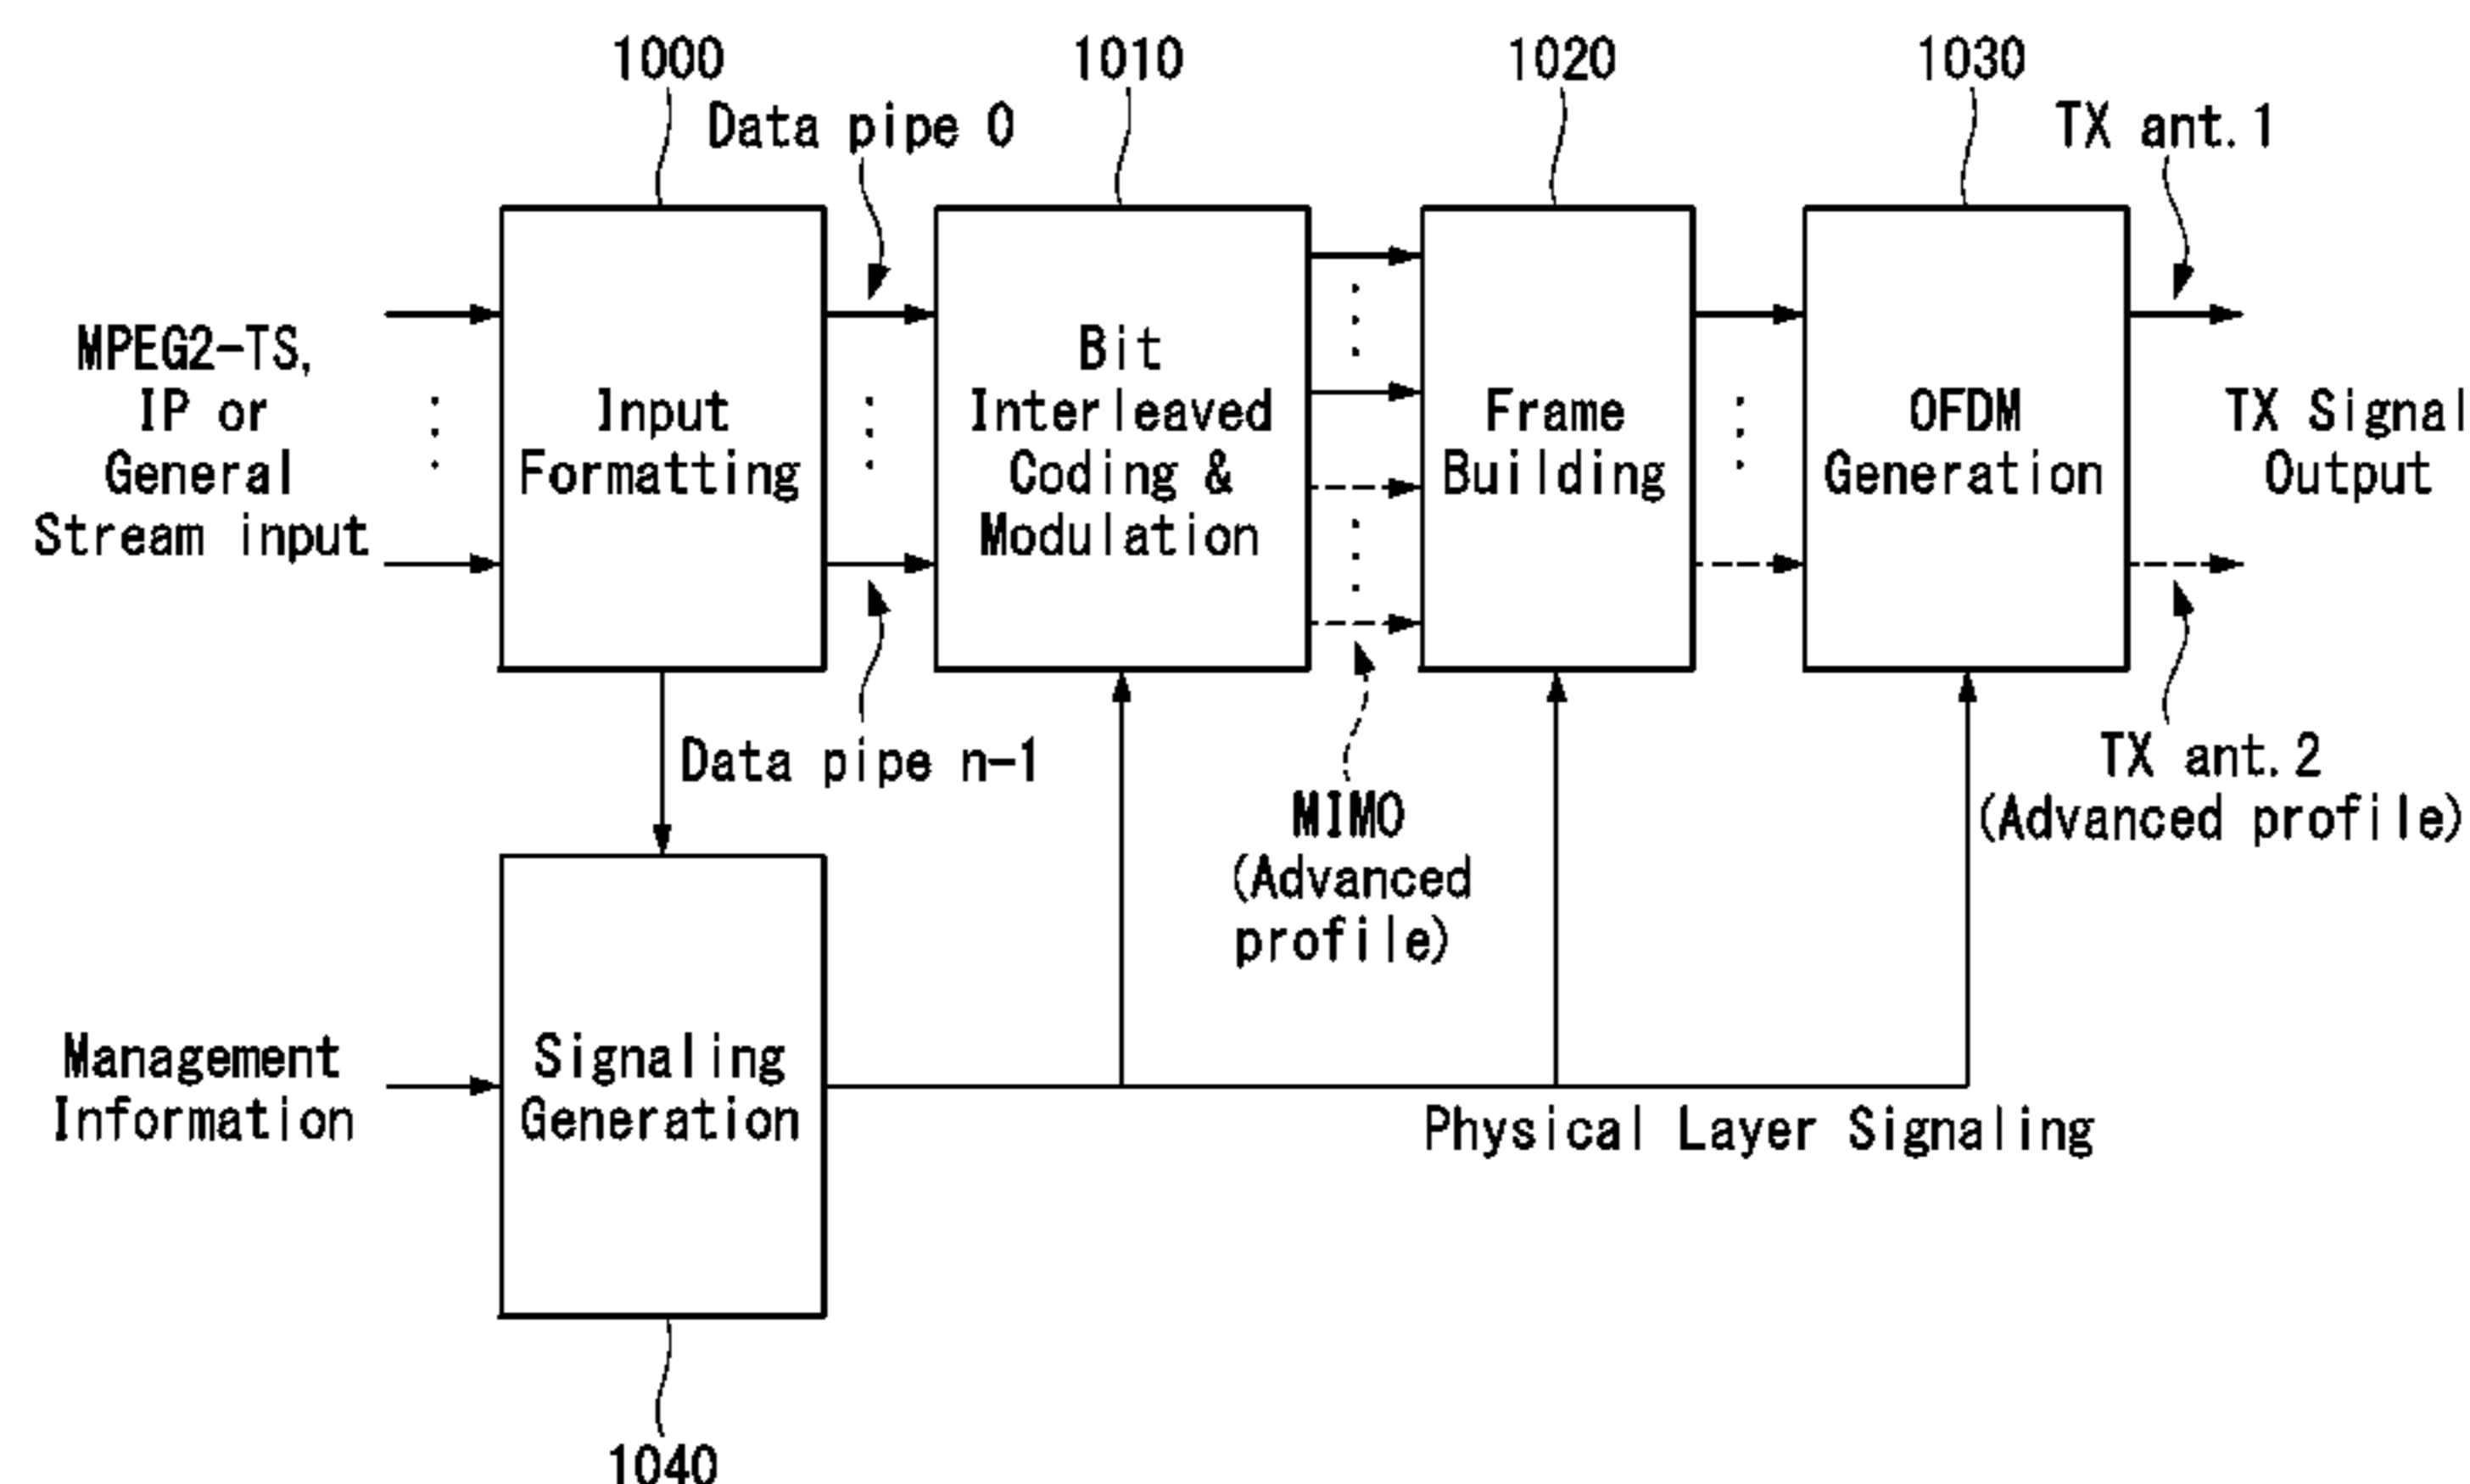 1000
1010
1020
1030
Data pipe 0
TX ant.1
MPEG2-TS,
IP or
General
Stream input
Input
Formatting
Bit
Interleaved
Coding &
Modulation
Frame
Building
OFDM
Generation
TX Signal
Output
Data pipe n-1
MIMO
(Advanced
profile)
TX ant.2
(Advanced profile)
Management
Information
Signaling
Generation
Physical Layer Signaling
1040